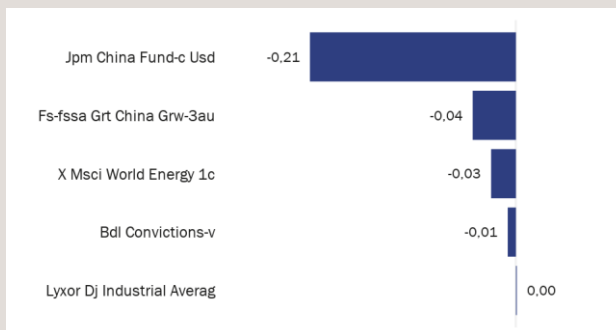 Jpm China Fund-c Usd -0,21
Fs-fssa Grt China Grw-3au -0,04
X Msci World Energy 1c -0,03
Bdl Convictions-v -0,01
Lyxor Dj Industrial Averag 0,00